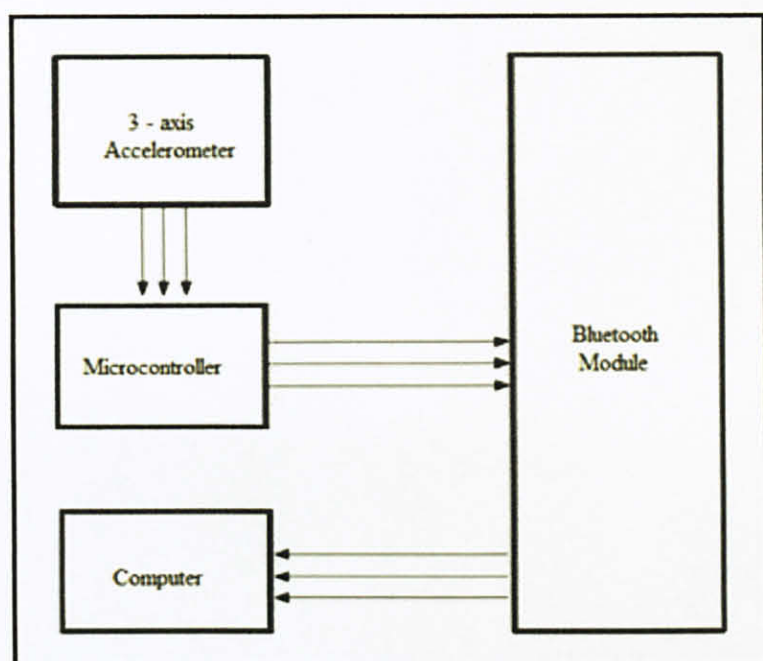 3 - axis
Accelerometer
Microcontroller
Bluetooth
Module
Computer